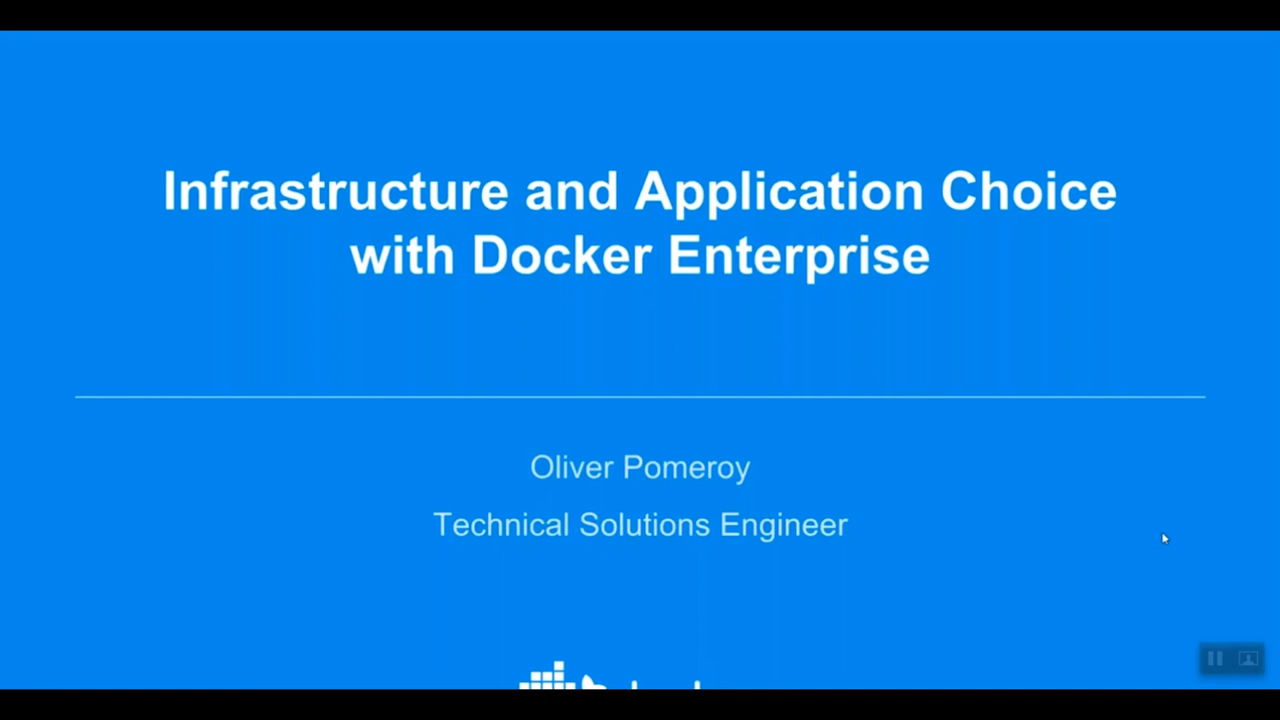 Infrastructure and Application Choice
with Docker Enterprise
Oliver Pomeroy
Technical Solutions Engineer